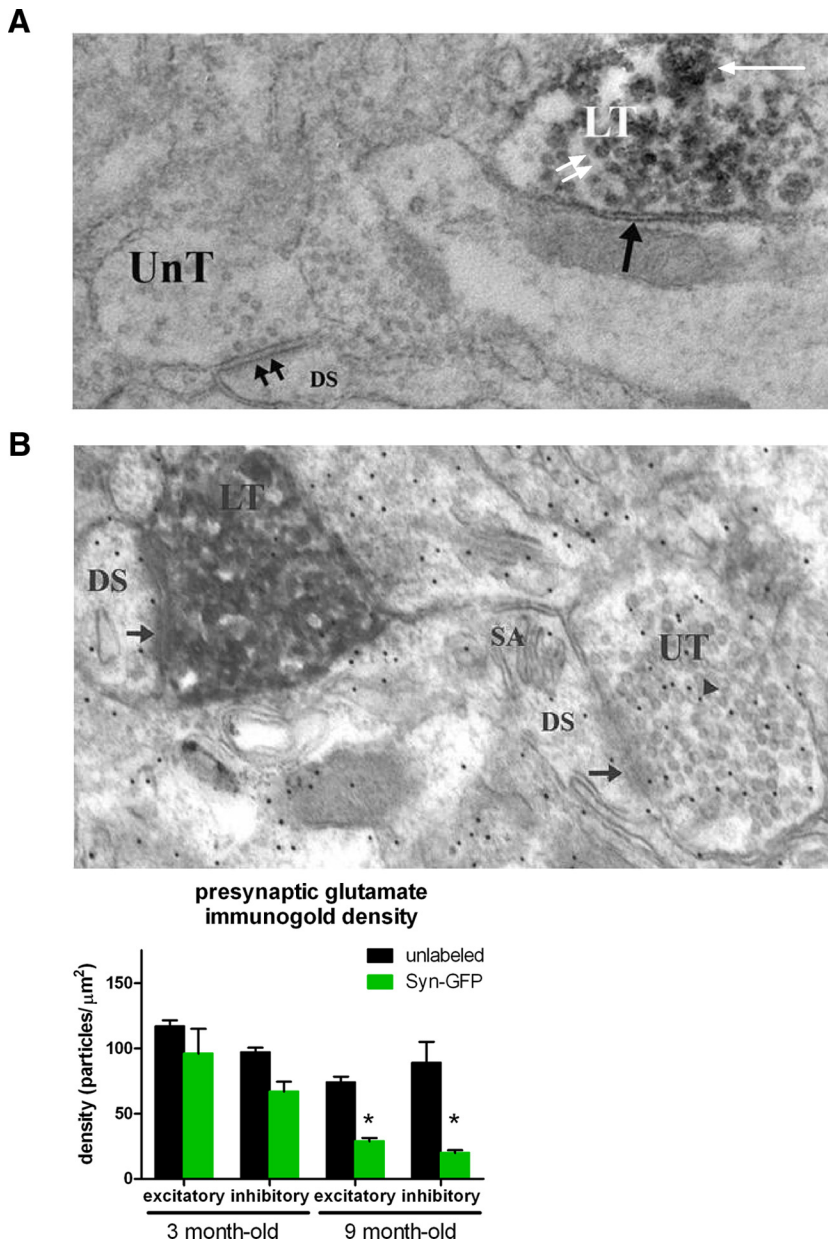 A
LT
UnT
DS
B
LT
DS
SA
UT
DS
presynaptic glutamate
immunogold density
unlabeled
Syn-GFP
density (particles/μm²)
150
100
50
0
*
*
excitatory inhibitory excitatory inhibitory
3 month-old 9 month-old